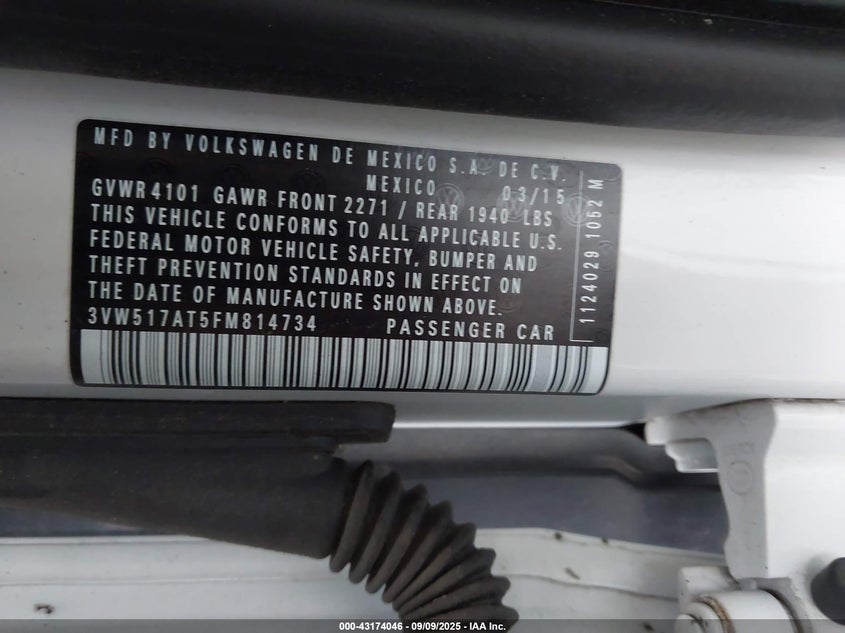 MFD BY VOLKSWAGEN DE MEXICO S.A. DE C.V.
MEXICO 03/15
GVWR 4101 GAWR FRONT 2271 / REAR 1940 LBS
THIS VEHICLE CONFORMS TO ALL APPLICABLE U.S.
FEDERAL MOTOR VEHICLE SAFETY, BUMPER AND
THEFT PREVENTION STANDARDS IN EFFECT ON
THE DATE OF MANUFACTURE SHOWN ABOVE.
3VW517AT5FM814734 PASSENGER CAR
1124029 1052 M
000-43174046 - 09/09/2025 - IAA Inc.